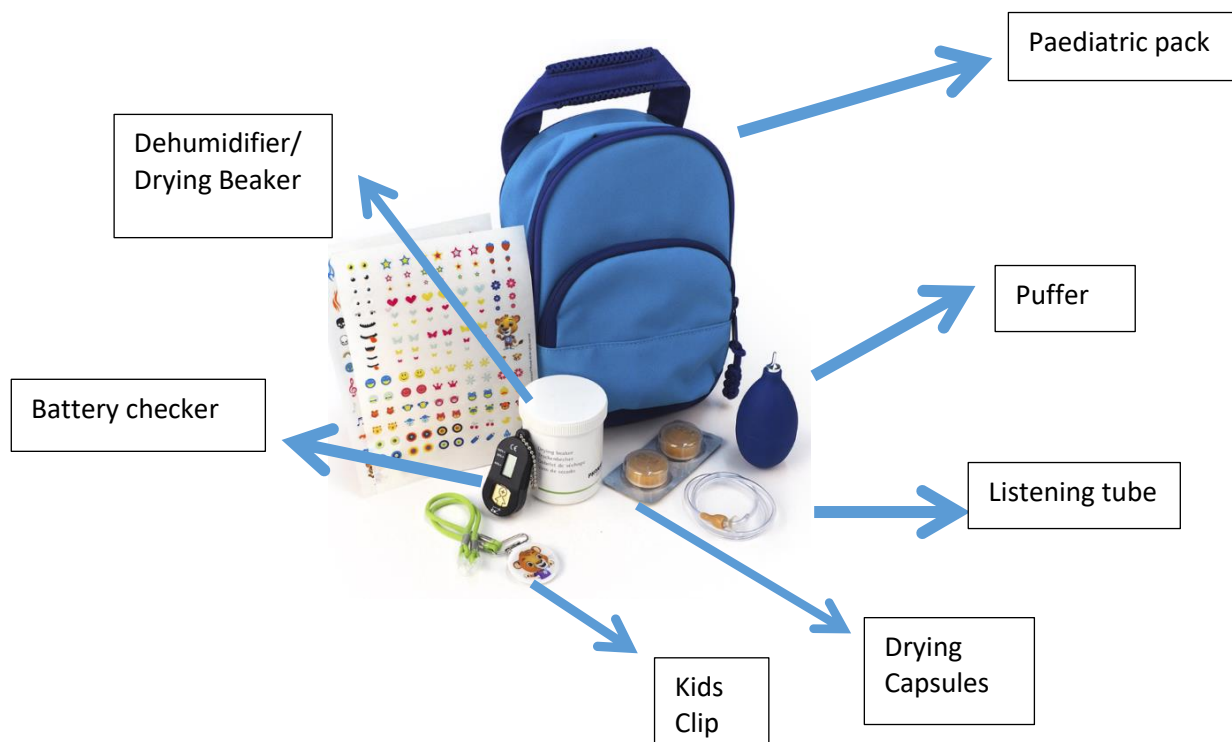 Paediatric pack
Dehumidifier/
Drying Beaker
Puffer
Battery checker
Listening tube
Drying
Capsules
Kids
Clip